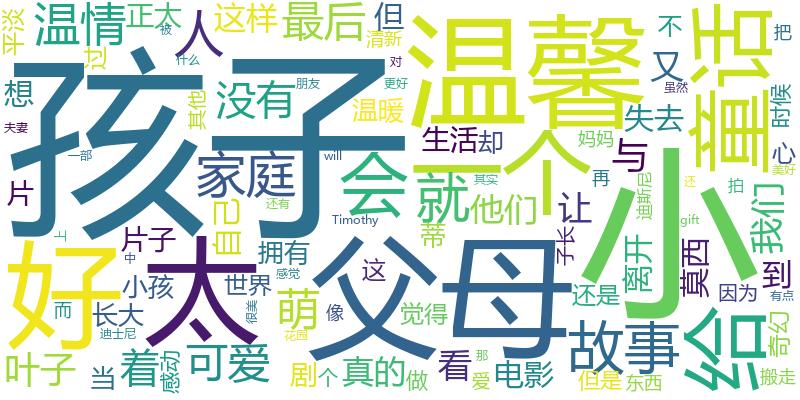 平淡
温情
正太
人
这样
最后
但
清新
对
温馨
不
又
童话
把
虽然
过
想
没有
其他
朋友
温暖
更好
失去
时候
夫妻
孩子
一部
will
生活
却
一个
妈妈
与
心
美好
片
家庭
会
就
其实
再
迪斯尼
还
拍
自己
还有
Timothy
他们
让
小
gift
我们
上
片子
拥有
蒂
子长
离开
莫西
到
好
太
中
感觉
父母
这
而
小孩
世界
萌
像
觉得
还是
因为
有点
长大
迪士尼
很美
花园
故事
给
奇幻
叶子
当
着
感动
可爱
剧
个
真的
做
看
那
爱
电影
但是
东西
搬走
被
什么